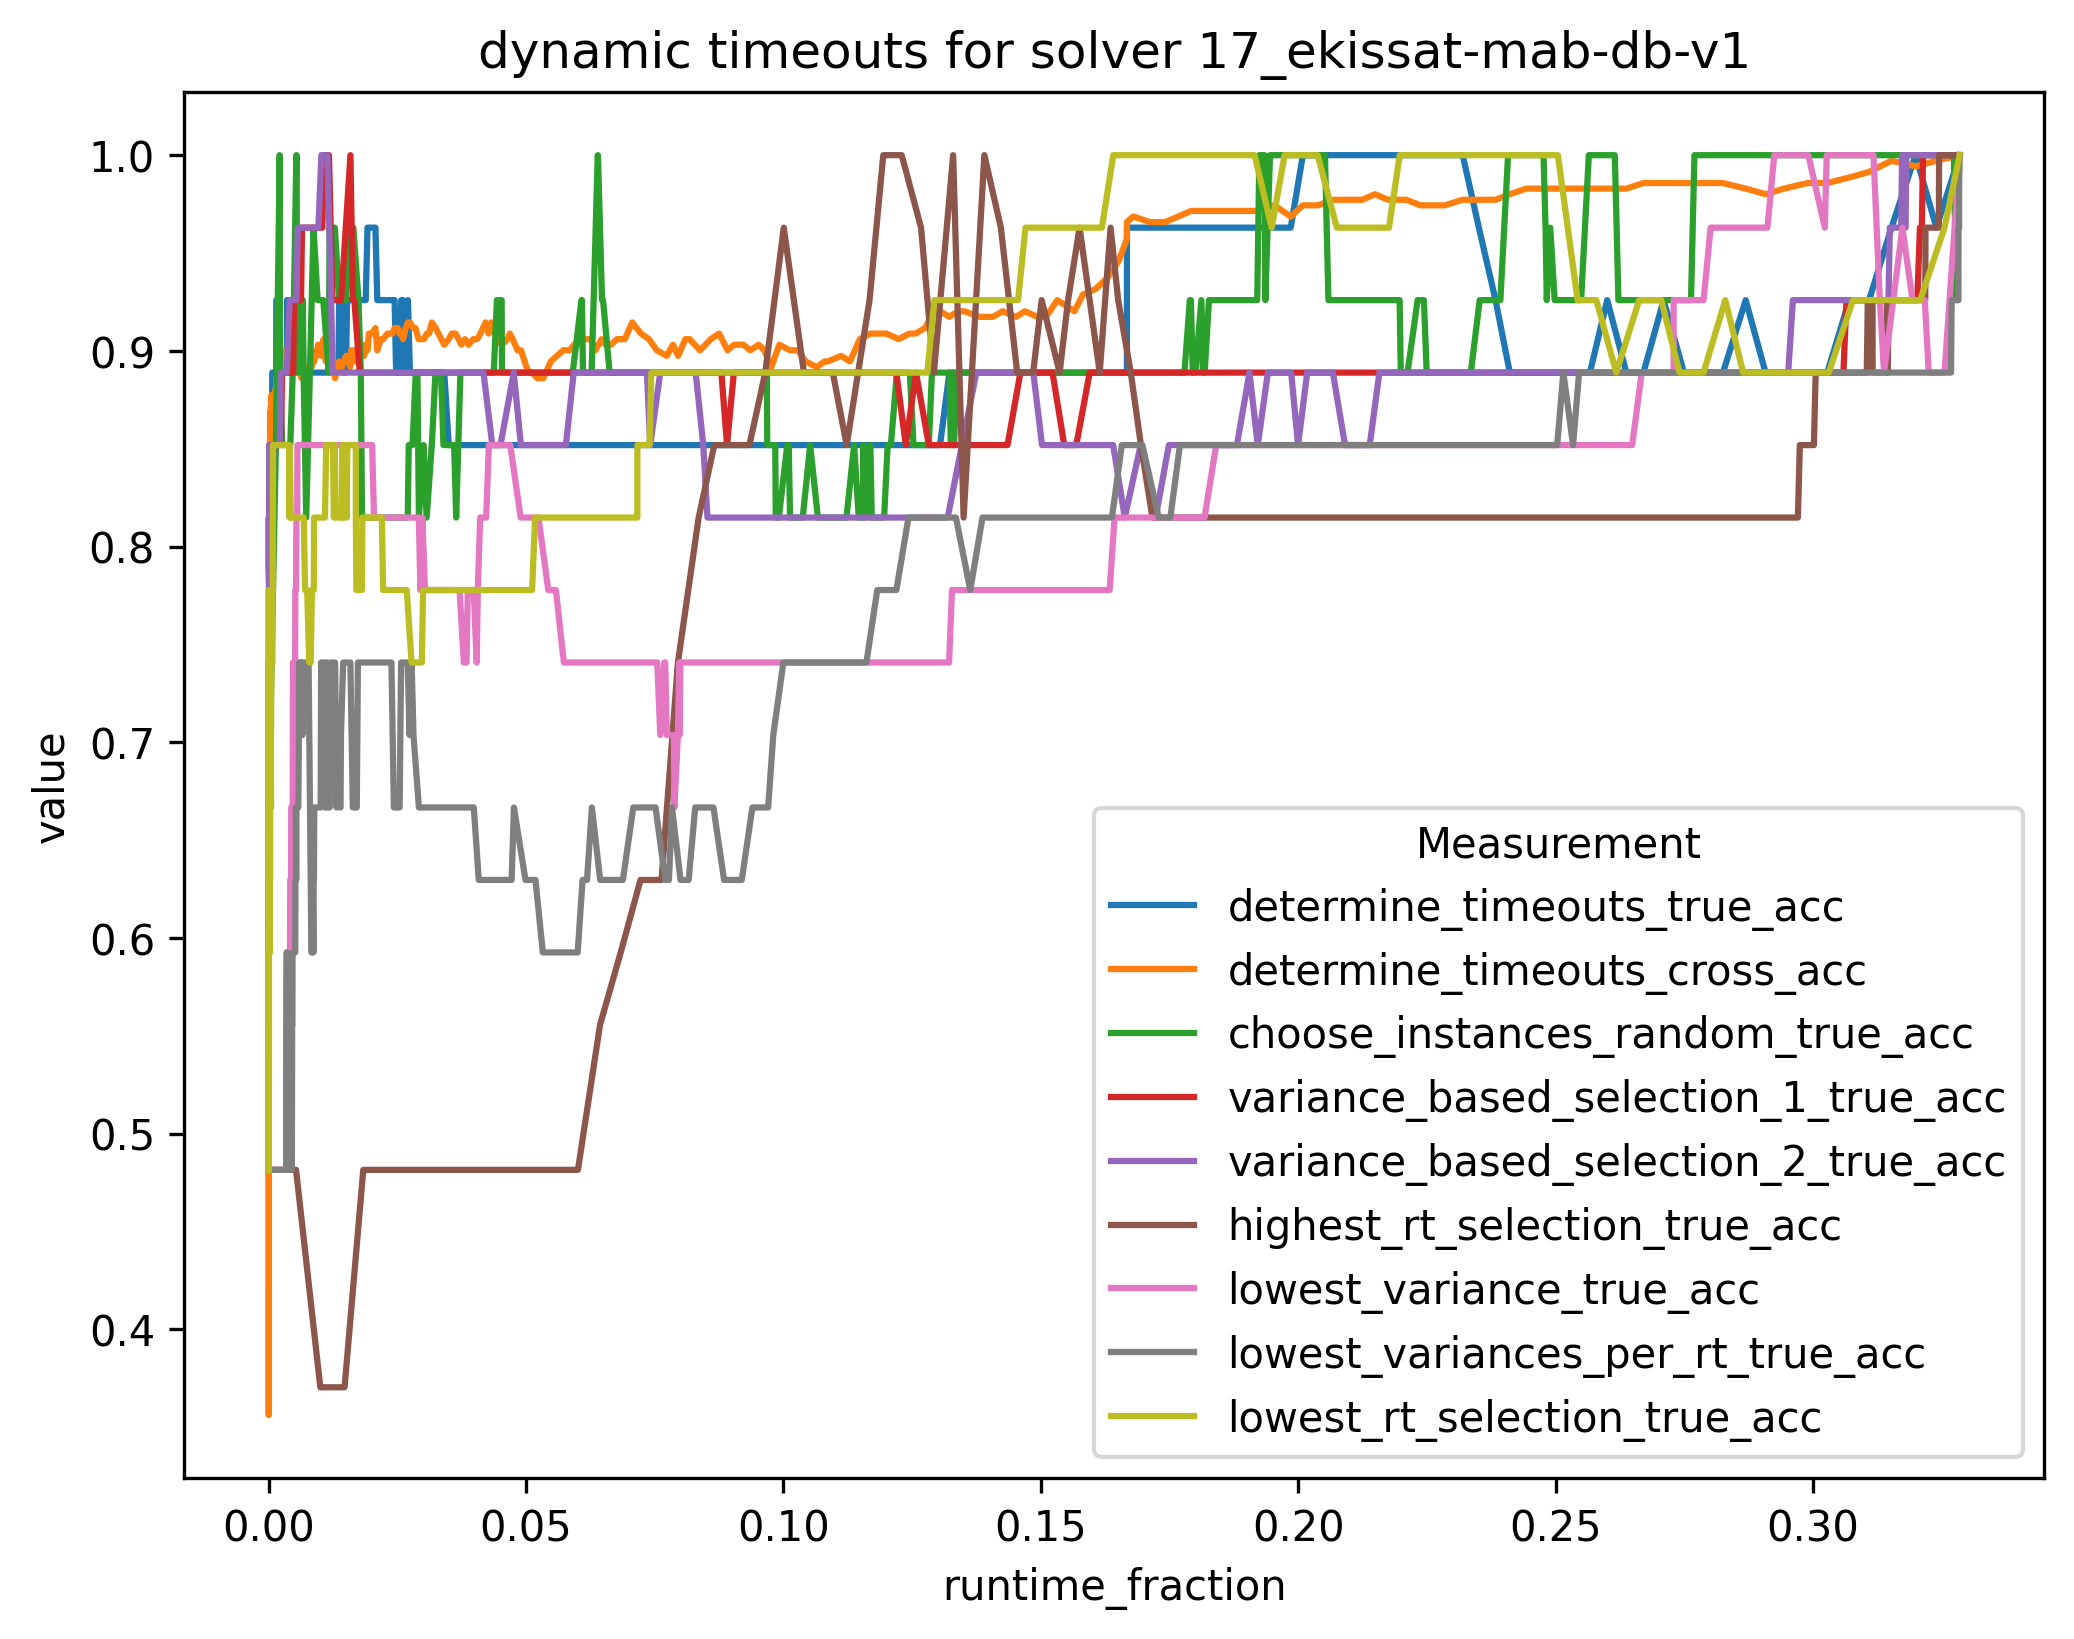 dynamic timeouts for solver 17_ekissat-mab-db-v1
1.0
0.9
0.8
0.7
0.6
0.5
0.4
value
0.00 0.05 0.10 0.15 0.20 0.25 0.30
runtime_fraction
Measurement
determine_timeouts_true_acc
determine_timeouts_cross_acc
choose_instances_random_true_acc
variance_based_selection_1_true_acc
variance_based_selection_2_true_acc
highest_rt_selection_true_acc
lowest_variance_true_acc
lowest_variances_per_rt_true_acc
lowest_rt_selection_true_acc